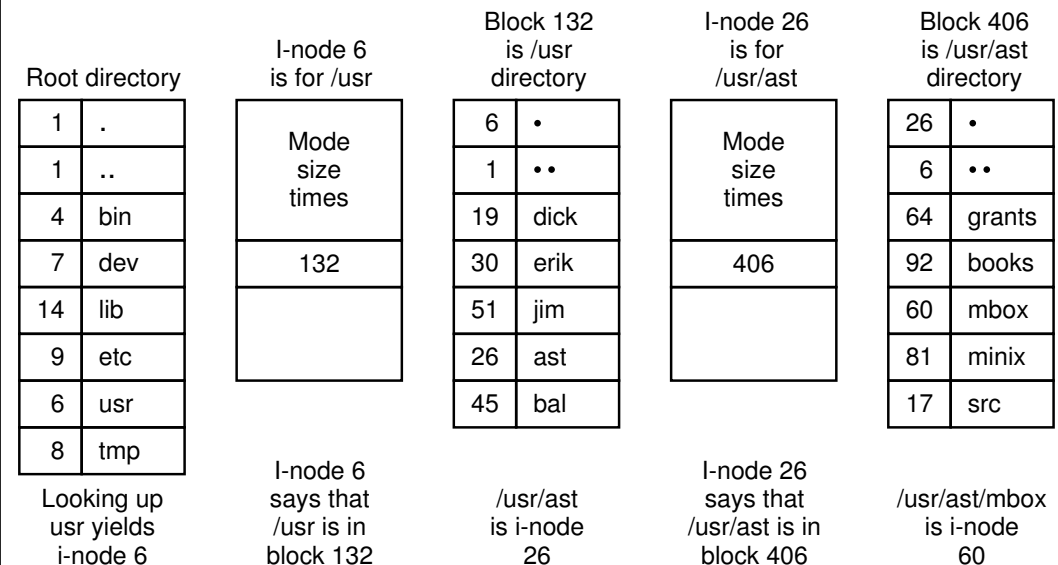 Root directory
1 .
1 ..
4 bin
7 dev
14 lib
9 etc
6 usr
8 tmp
Looking up
usr yields
i-node 6
I-node 6
is for /usr
Mode
size
times
132
I-node 6
says that
/usr is in
block 132
Block 132
is /usr
directory
6 •
1 ••
19 dick
30 erik
51 jim
26 ast
45 bal
/usr/ast
is i-node
26
I-node 26
is for
/usr/ast
Mode
size
times
406
I-node 26
says that
/usr/ast is in
block 406
Block 406
is /usr/ast
directory
26 •
6 ••
64 grants
92 books
60 mbox
81 minix
17 src
/usr/ast/mbox
is i-node
60